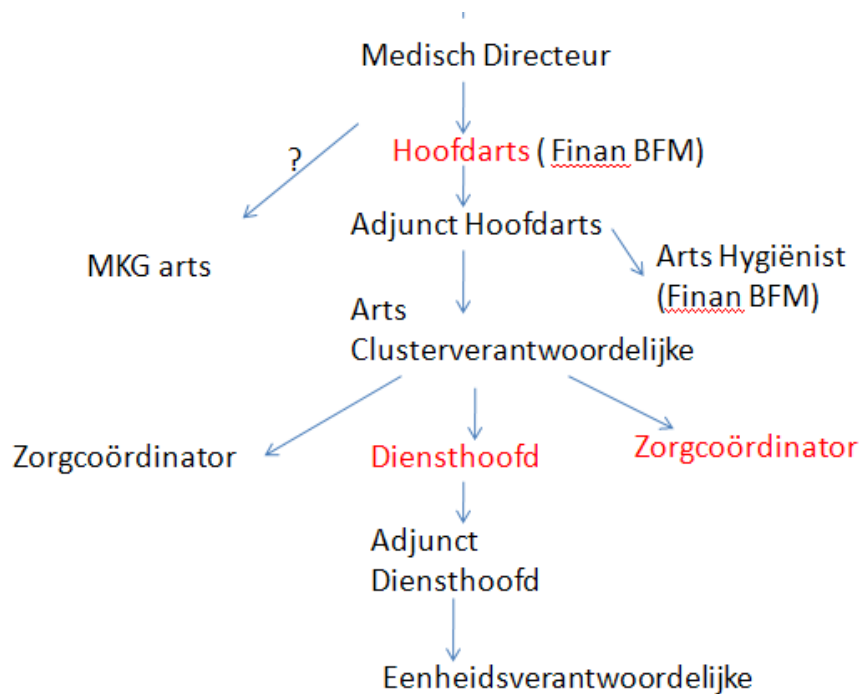 Medisch Directeur
?
Hoofdarts ( Finan BFM)
Adjunct Hoofdarts
MKG arts
Arts Hygiënist
(Finan BFM)
Arts
Clusterverantwoordelijke
Zorgcoördinator
Diensthoofd
Zorgcoördinator
Adjunct
Diensthoofd
Eenheidsverantwoordelijke